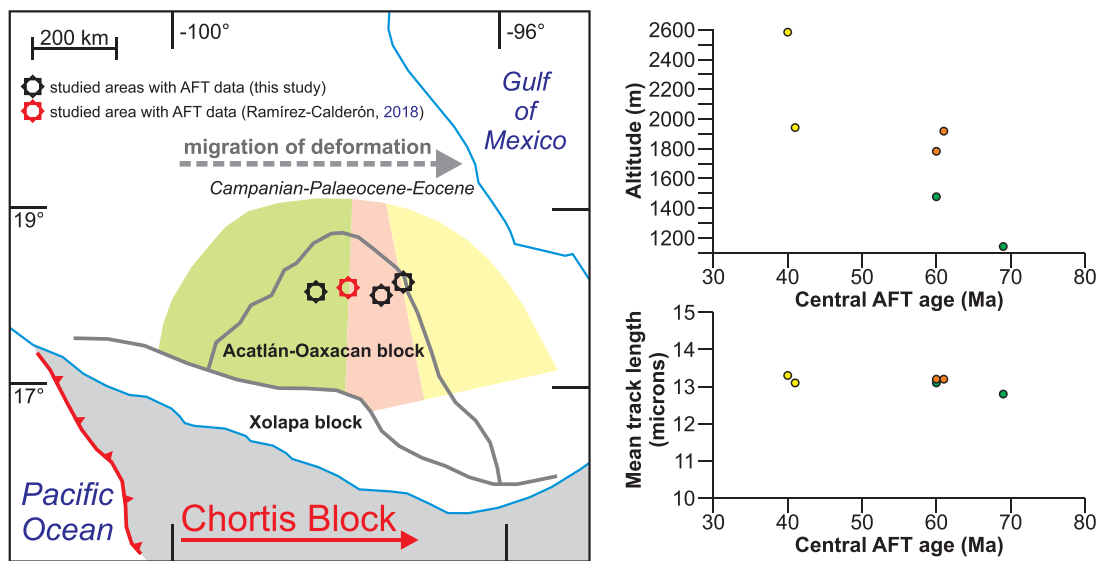 200 km
-100°
-96°
studied areas with AFT data (this study)
studied area with AFT data (Ramírez-Calderón, 2018)
Gulf
of
Mexico
migration of deformation
Campanian-Palaeocene-Eocene
19°
Acatlán-Oaxacan block
17°
Xolapa block
Pacific
Ocean
Chortis Block
Altitude (m)
2600
2400
2200
2000
1800
1600
1400
1200
30 40 50 60 70 80
Central AFT age (Ma)
Mean track length
(microns)
15
14
13
12
11
10
30 40 50 60 70 80
Central AFT age (Ma)